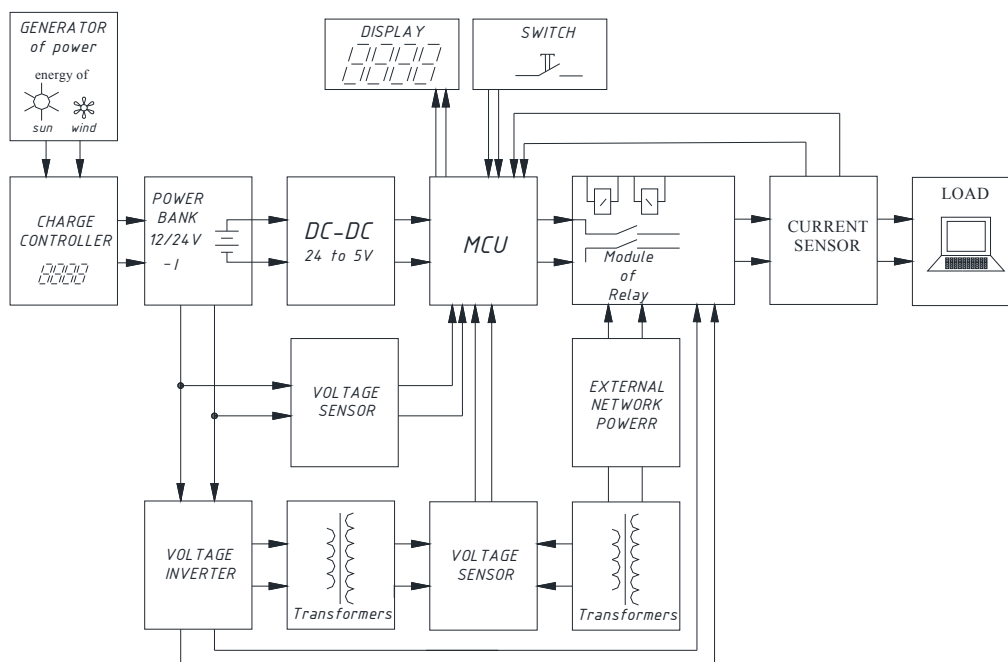 GENERATOR
of power
energy of
sun wind
DISPLAY
SWITCH
CHARGE
CONTROLLER
POWER
BANK
12/24V
-1
DC-DC
24 to 5V
MCU
Module
of
Relay
CURRENT
SENSOR
LOAD
VOLTAGE
SENSOR
EXTERNAL
NETWORK
POWERR
VOLTAGE
INVERTER
Transformers
VOLTAGE
SENSOR
Transformers